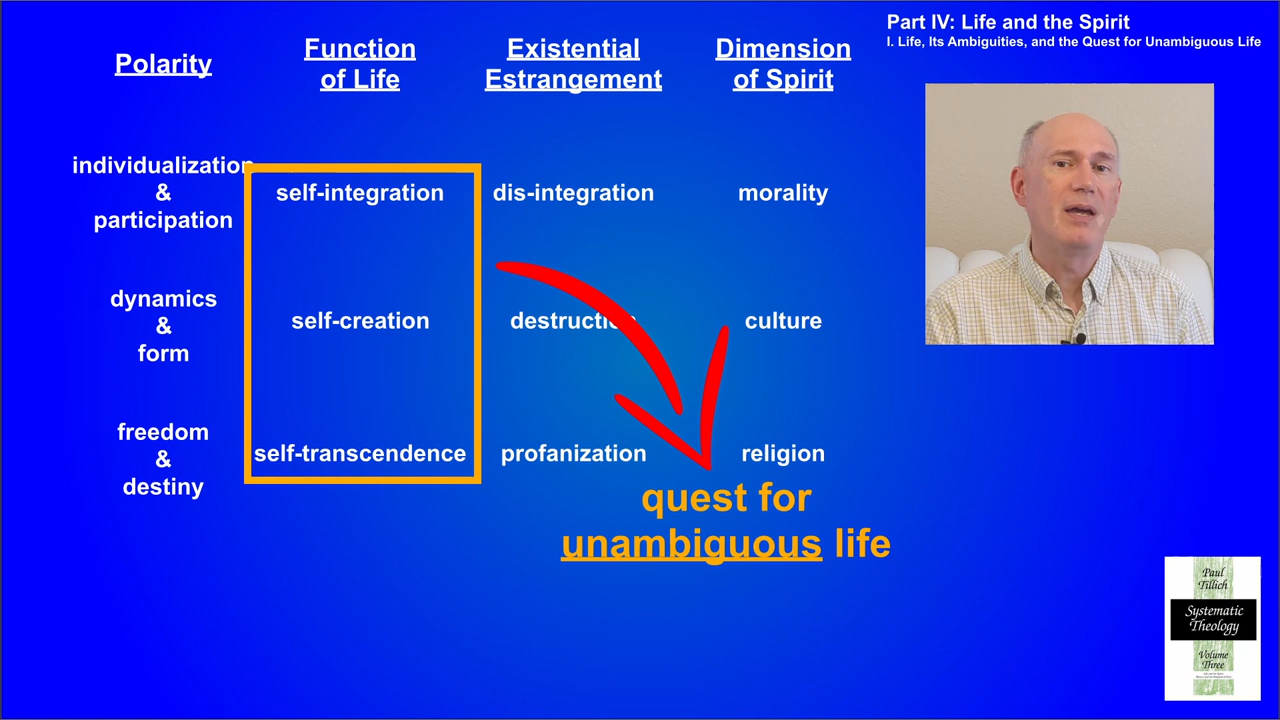 Part IV: Life and the Spirit
I. Life, Its Ambiguities, and the Quest for Unambiguous Life
Polarity
Function
of Life
Existential
Estrangement
Dimension
of Spirit
individualization
&
participation
self-integration
dis-integration
morality
dynamics
&
form
self-creation
destruction
culture
freedom
&
destiny
self-transcendence
profanization
religion
quest for
unambiguous life
Paul
Tillich
Systematic
Theology
Volume
Three